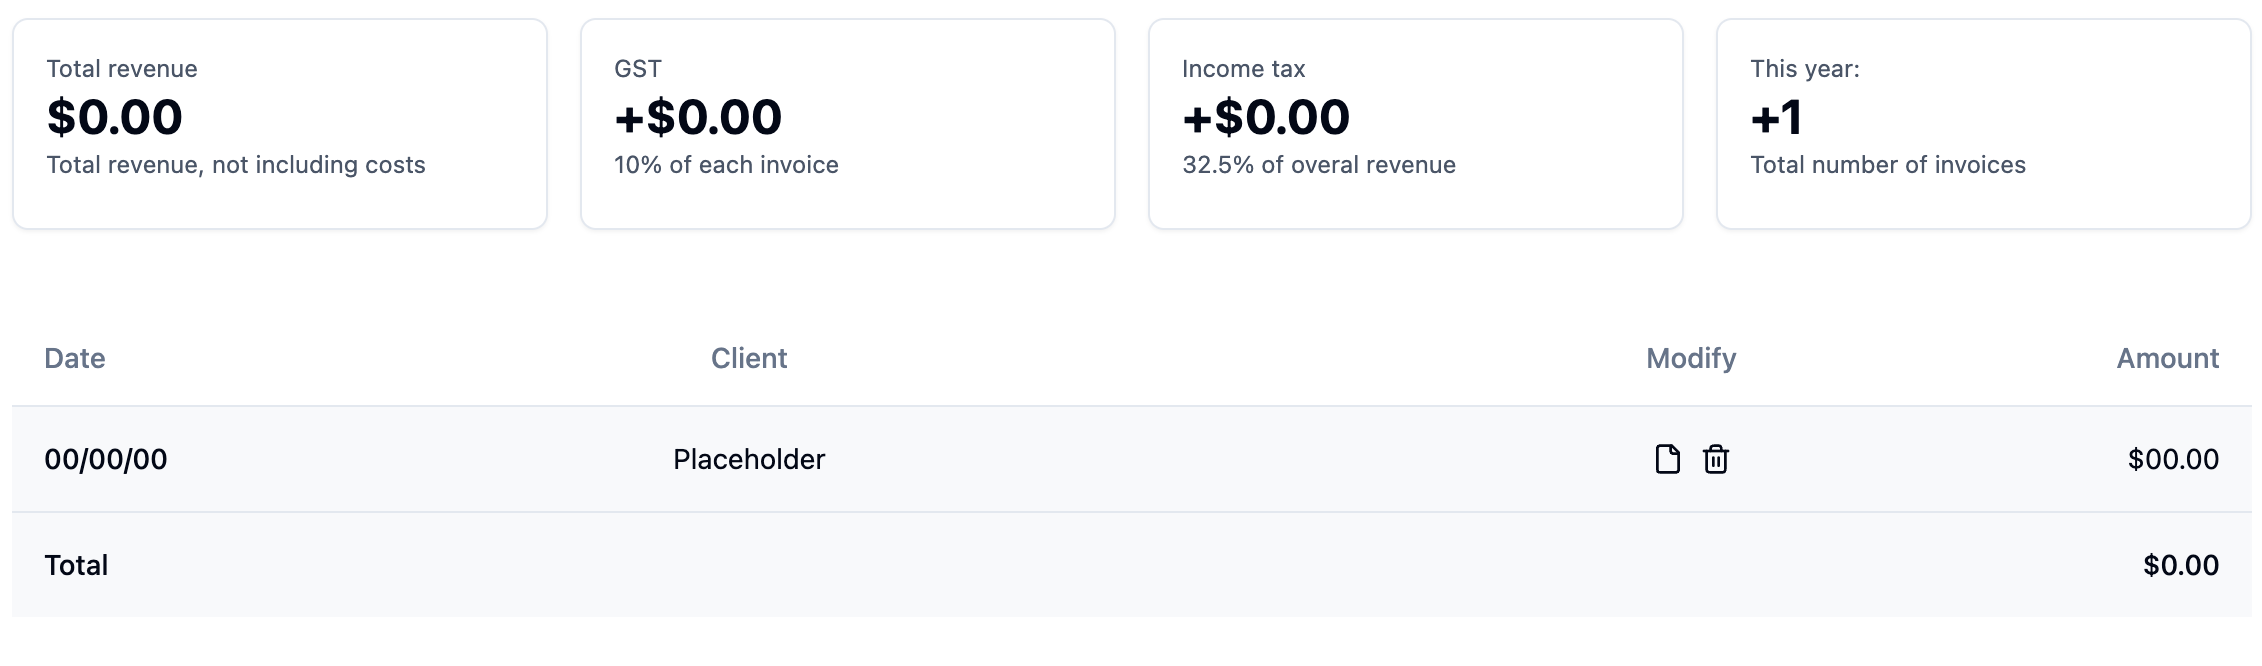 Total revenue
$0.00
Total revenue, not including costs
GST
+$0.00
10% of each invoice
Income tax
+$0.00
32.5% of overal revenue
This year:
+1
Total number of invoices
Date Client Modify Amount
00/00/00 Placeholder $00.00
Total $0.00